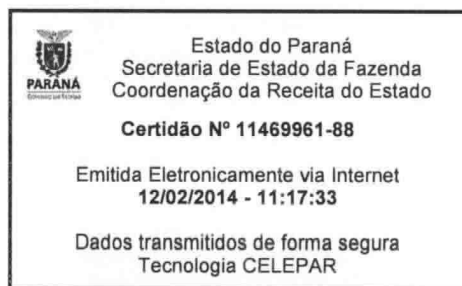 Estado do Paraná
Secretaria de Estado da Fazenda
Coordenação da Receita do Estado
PARANÁ
Certidão Nº 11469961-88
Emitida Eletronicamente via Internet
12/02/2014 - 11:17:33
Dados transmitidos de forma segura
Tecnologia CELEPAR